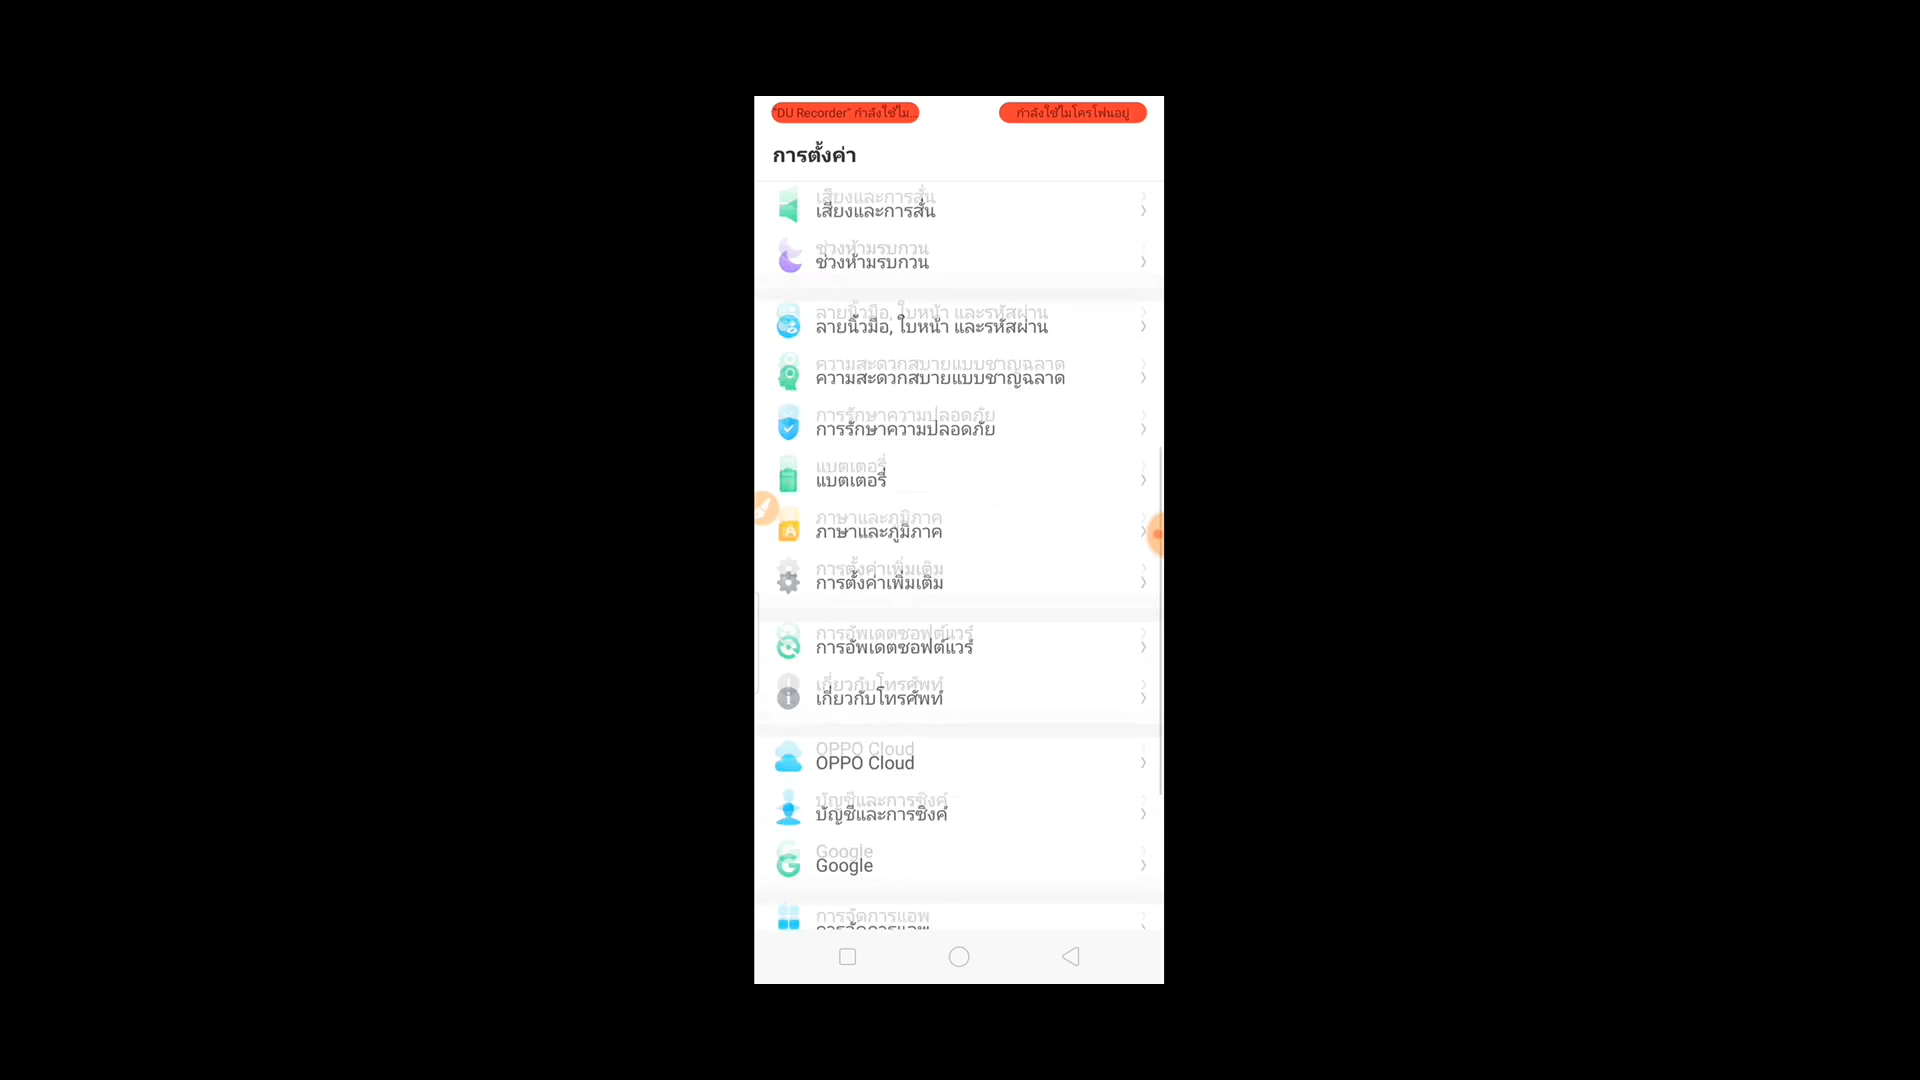 "DU Recorder" กำลังใช้ไม...
กำลังใช้ไมโครโฟนอยู่
การตั้งค่า
เสียงและการสั่น
ช่วงห้ามรบกวน
ลายนิ้วมือ, ใบหน้า และรหัสผ่าน
ความสะดวกสบายแบบชาญฉลาด
การรักษาความปลอดภัย
แบตเตอรี่
ภาษาและภูมิภาค
การตั้งค่าเพิ่มเติม
การอัพเดตซอฟต์แวร์
เกี่ยวกับโทรศัพท์
OPPO Cloud
บัญชีและการซิงค์
Google
การจัดการแอพ